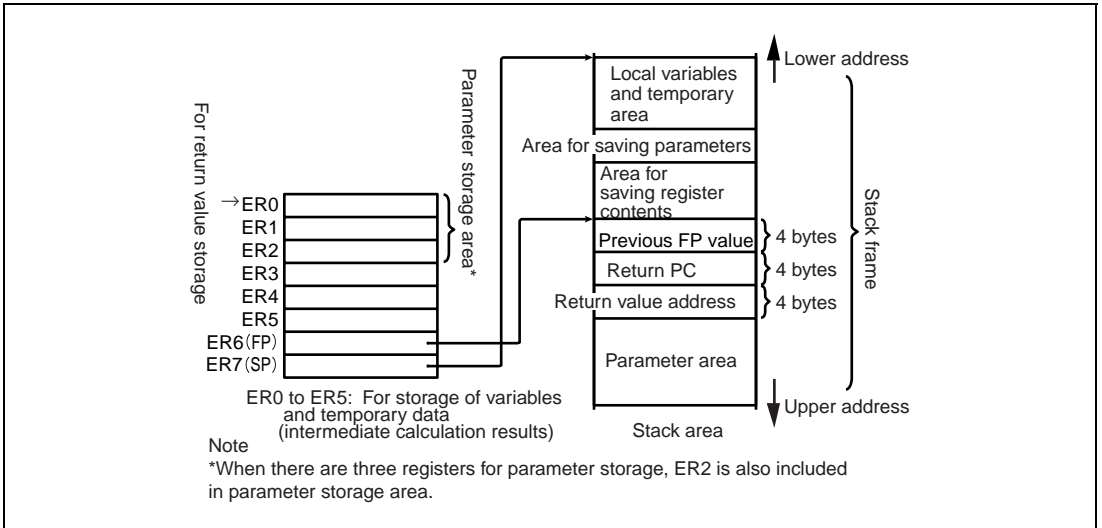 For return value storage
→ER0
ER1
ER2
ER3
ER4
ER5
ER6(FP)
ER7(SP)
Parameter storage area*
ER0 to ER5: For storage of variables
and temporary data
(intermediate calculation results)
Local variables
and temporary
area
Area for saving parameters
Area for
saving register
contents
Previous FP value
4 bytes
Return PC
4 bytes
Return value address
4 bytes
Parameter area
Stack area
Lower address
Stack frame
Upper address
Note
*When there are three registers for parameter storage, ER2 is also included
in parameter storage area.